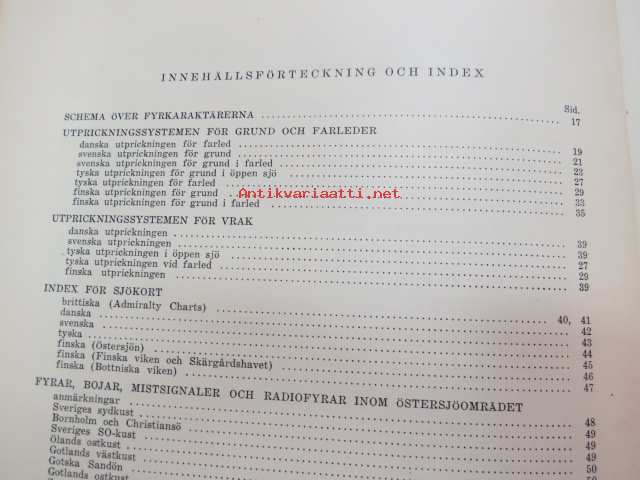 INNEHÅLLSFÖRTECKNING OCH INDEX
Sid.
SCHEMA ÖVER FYRKARAKTÄRERNA 17
UTPRICKNINGSSYSTEMEN FÖR GRUND OCH FARLEDER
danska utprickningen för farled 19
svenska utprickningen för grund 21
svenska utprickningen för grund i farled 23
tyska utprickningen för grund i öppen sjö 27
tyska utprickningen för farled 29
finska utprickningen för grund 33
finska utprickningen för grund i farled 35
Antikvariaatti.net
UTPRICKNINGSSYSTEMEN FÖR VRAK
danska utprickningen 39
svenska utprickningen 39
tyska utprickningen i öppen sjö 27
tyska utprickningen vid farled 29
finska utprickningen 39
INDEX FÖR SJÖKORT
brittiska (Admiralty Charts) 40, 41
danska 42
svenska 43
tyska 44
finska (Östersjön) 45
finska (Finska viken och Skärgårdshavet) 46
finska (Bottniska viken) 47
FYRAR, BOJAR, MISTSIGNALER OCH RADIOFYRAR INOM ÖSTERSJÖOMRÅDET
anmärkningar 48
Sveriges sydkust 49
Bornholm och Christiansö 49
Sveriges SO-kust 49
Ölands ostkust 49
Gotlands västkust 50
Gotska Sandön 50
Gotlands ostkust